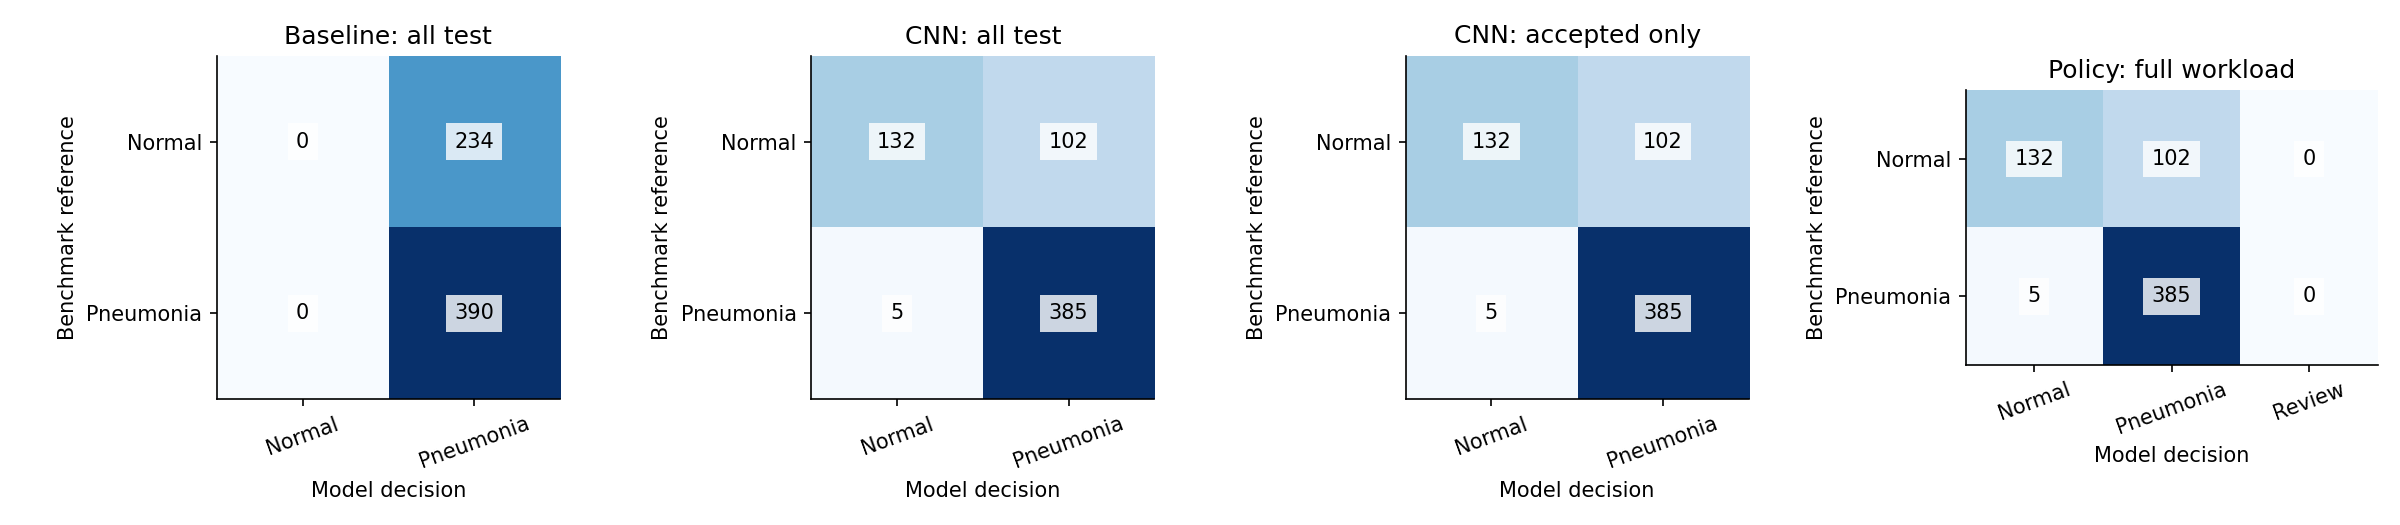 Baseline: all test
Benchmark reference
Normal
0
234
Pneumonia
0
390
Normal
Pneumonia
Model decision
CNN: all test
Benchmark reference
Normal
132
102
Pneumonia
5
385
Normal
Pneumonia
Model decision
CNN: accepted only
Benchmark reference
Normal
132
102
Pneumonia
5
385
Normal
Pneumonia
Model decision
Policy: full workload
Benchmark reference
Normal
132
102
0
Pneumonia
5
385
0
Normal
Pneumonia
Review
Model decision